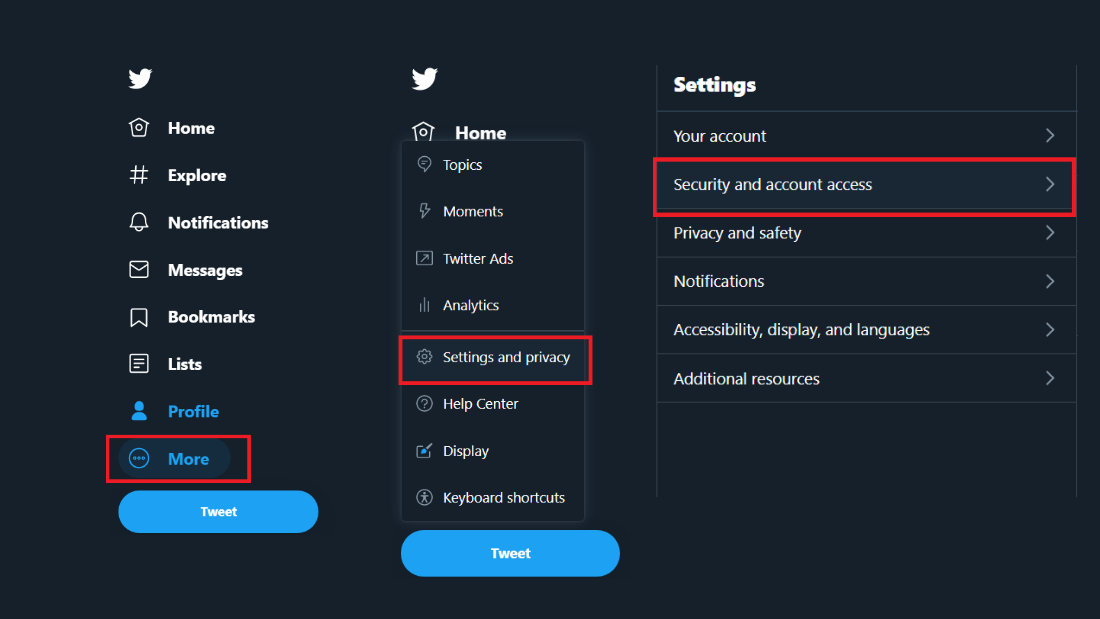 Home
Explore
Notifications
Messages
Bookmarks
Lists
Profile
More
Tweet
Home
Topics
Moments
Twitter Ads
Analytics
Settings and privacy
Help Center
Display
Keyboard shortcuts
Tweet
Settings
Your account
Security and account access
Privacy and safety
Notifications
Accessibility, display, and languages
Additional resources